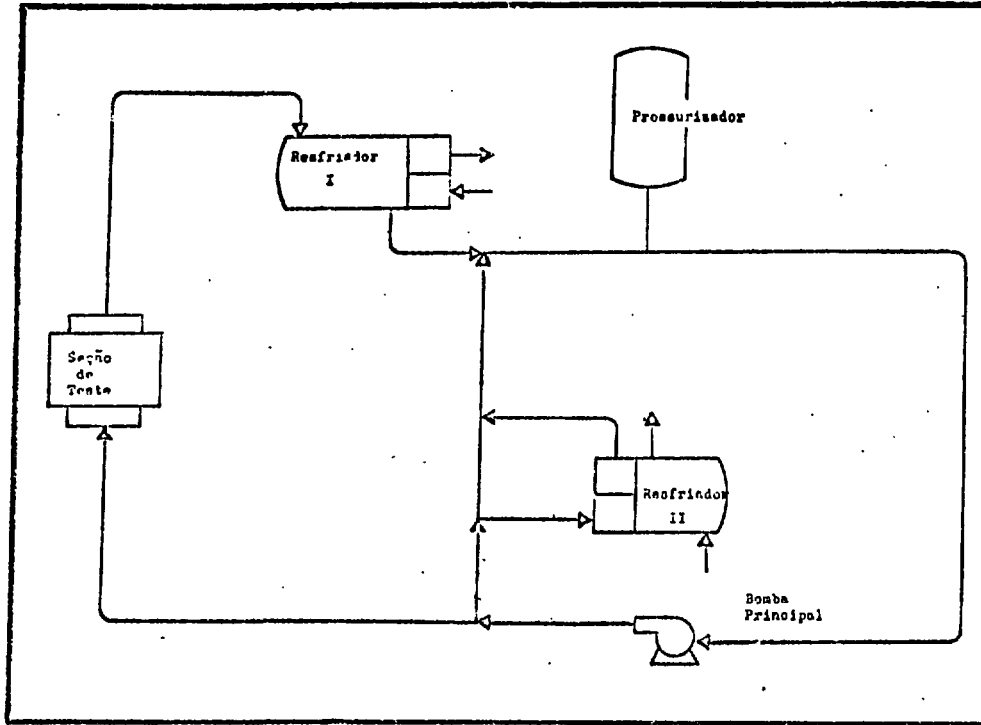 Pressurizador
Resfriador
I
Seção
de
Teste
Resfriador
II
Bomba
Principal